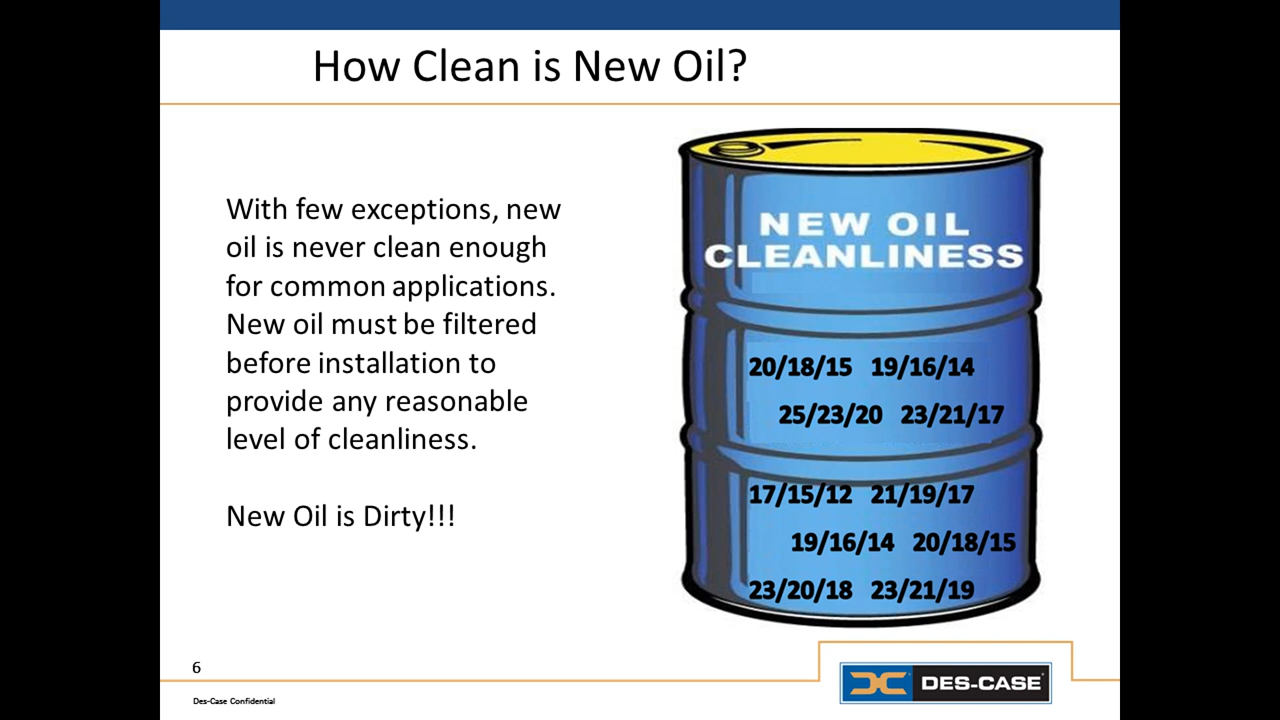 How Clean is New Oil?
With few exceptions, new
oil is never clean enough
for common applications.
New oil must be filtered
before installation to
provide any reasonable
level of cleanliness.
New Oil is Dirty!!!
NEW OIL
CLEANLINESS
20/18/15 19/16/14
25/23/20 23/21/17
17/15/12 21/19/17
19/16/14 20/18/15
23/20/18 23/21/19
6
Des-Case Confidential
DES-CASE